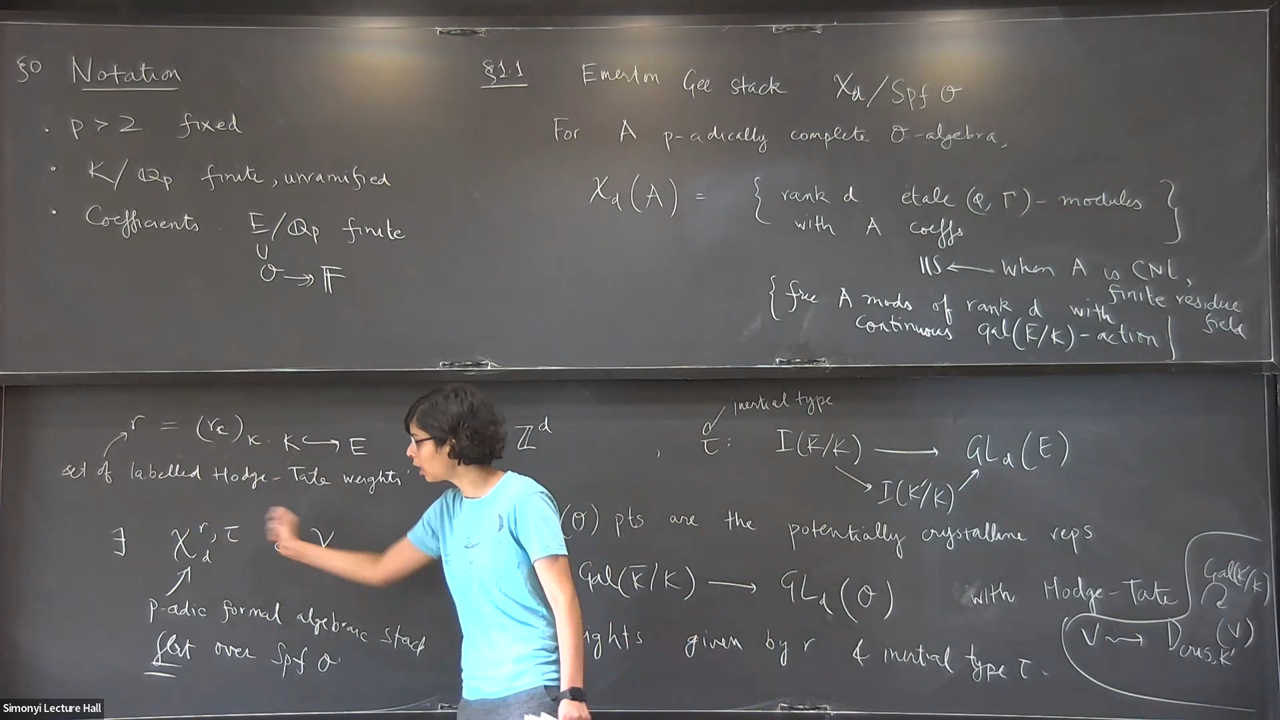 §0 Notation
· p > 2 fixed
· K/ℚp finite, unramified
· Coefficients E/ℚp finite
∪
O → 𝔽
§1.1 Emerton Gee stack 𝒳_d / Spf O
For A p-adically complete O-algebra,
𝒳_d(A) = { rank d étale (φ, Γ)-modules
with A coeffs }
‖S ← when A is CNL,
finite residue
field
{ free A mods of rank d with
continuous Gal(K̄/K)-action }
r = (r_κ)_κ: K ↪ E
ℤ^d
set of labelled Hodge-Tate weights
, τ: I(K̄/K) → GL_d(E)
inertial type
I(K'/K)
∃ 𝒳_d^{r,τ}
p-adic formal algebraic stack
flat over Spf O.
(O) pts are the potentially crystalline reps
Gal(K̄/K) → GL_d(O) with Hodge-Tate
given by r & inertial type τ.
Gal(K'/K)
V ⇝ D_{cris,K'}(V)
Simonyi Lecture Hall